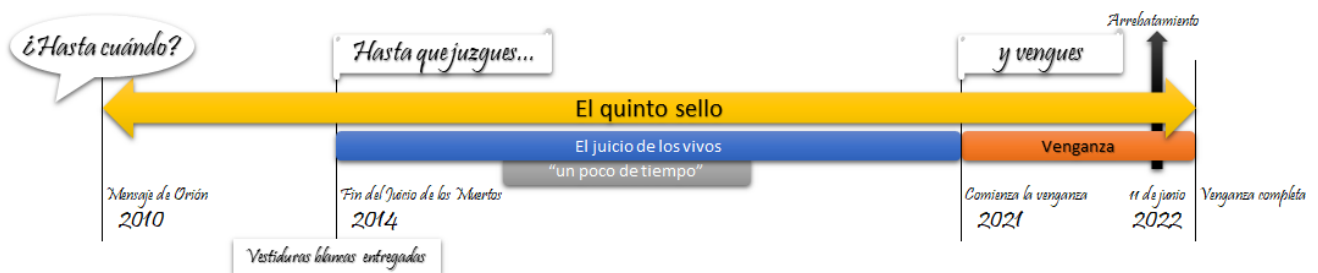 Arrebatamiento
¿Hasta cuándo?
Hasta que juzgues...
y vengues
El quinto sello
El juicio de los vivos
Venganza
"un poco de tiempo"
Mensaje de Orión
2010
Fin del Juicio de los Muertos
2014
Comienza la venganza
2021
11 de junio
2022
Venganza completa
Vestiduras blancas entregadas